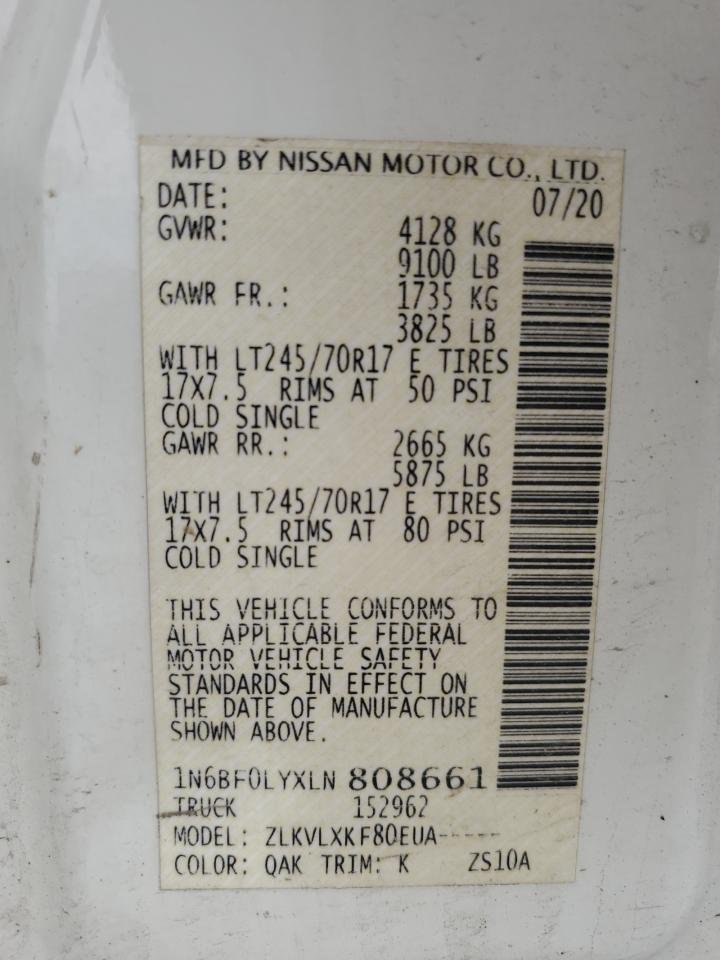 MFD BY NISSAN MOTOR CO., LTD.
DATE: 07/20
GVWR: 4128 KG
9100 LB
GAWR FR.: 1735 KG
3825 LB
WITH LT245/70R17 E TIRES
17X7.5 RIMS AT 50 PSI
COLD SINGLE
GAWR RR.: 2665 KG
5875 LB
WITH LT245/70R17 E TIRES
17X7.5 RIMS AT 80 PSI
COLD SINGLE
THIS VEHICLE CONFORMS TO
ALL APPLICABLE FEDERAL
MOTOR VEHICLE SAFETY
STANDARDS IN EFFECT ON
THE DATE OF MANUFACTURE
SHOWN ABOVE.
1N6BF0LYXLN 808661
TRUCK 152962
MODEL: ZLKVLXKF80EUA-----
COLOR: QAK TRIM: K ZS10A